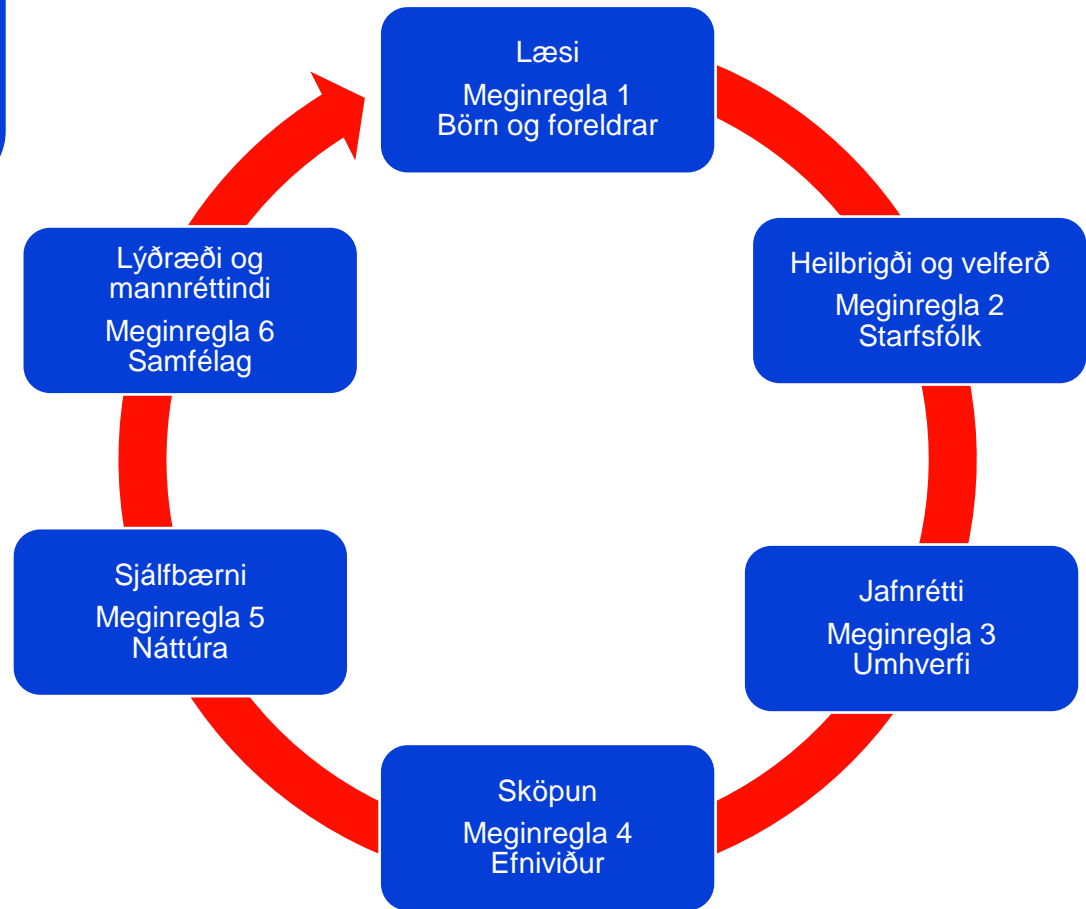 Læsi
Meginregla 1
Börn og foreldrar
Heilbrigði og velferð
Meginregla 2
Starfsfólk
Jafnrétti
Meginregla 3
Umhverfi
Sköpun
Meginregla 4
Efniviður
Sjálfbærni
Meginregla 5
Náttúra
Lýðræði og
mannréttindi
Meginregla 6
Samfélag